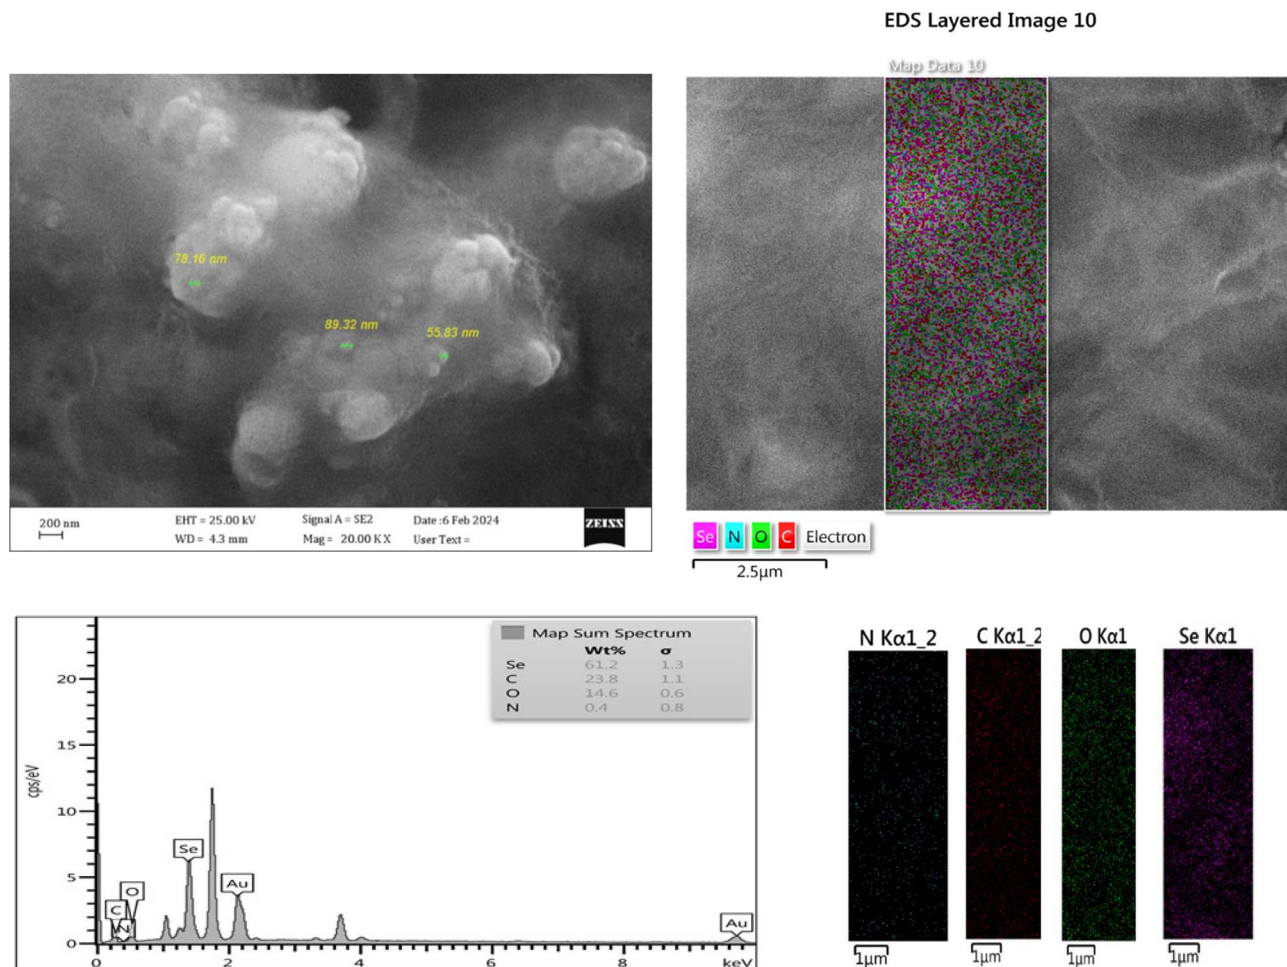 EDS Layered Image 10
Map Data 10
78.16 nm
89.32 nm
55.83 nm
200 nm
EHT = 25.00 kV
Signal A = SE2
Date :6 Feb 2024
ZEISS
WD = 4.3 mm
Mag = 20.00 K X
User Text =
Se N O C Electron
2.5μm
Map Sum Spectrum
Wt% σ
Se 61.2 1.3
C 23.8 1.1
O 14.6 0.6
N 0.4 0.8
cps/eV
20
15
10
5
0
C
N
O
Se
Au
Au
0 2 4 6 8 keV
N Kα1_2
C Kα1_2
O Kα1
Se Kα1
1μm
1μm
1μm
1μm